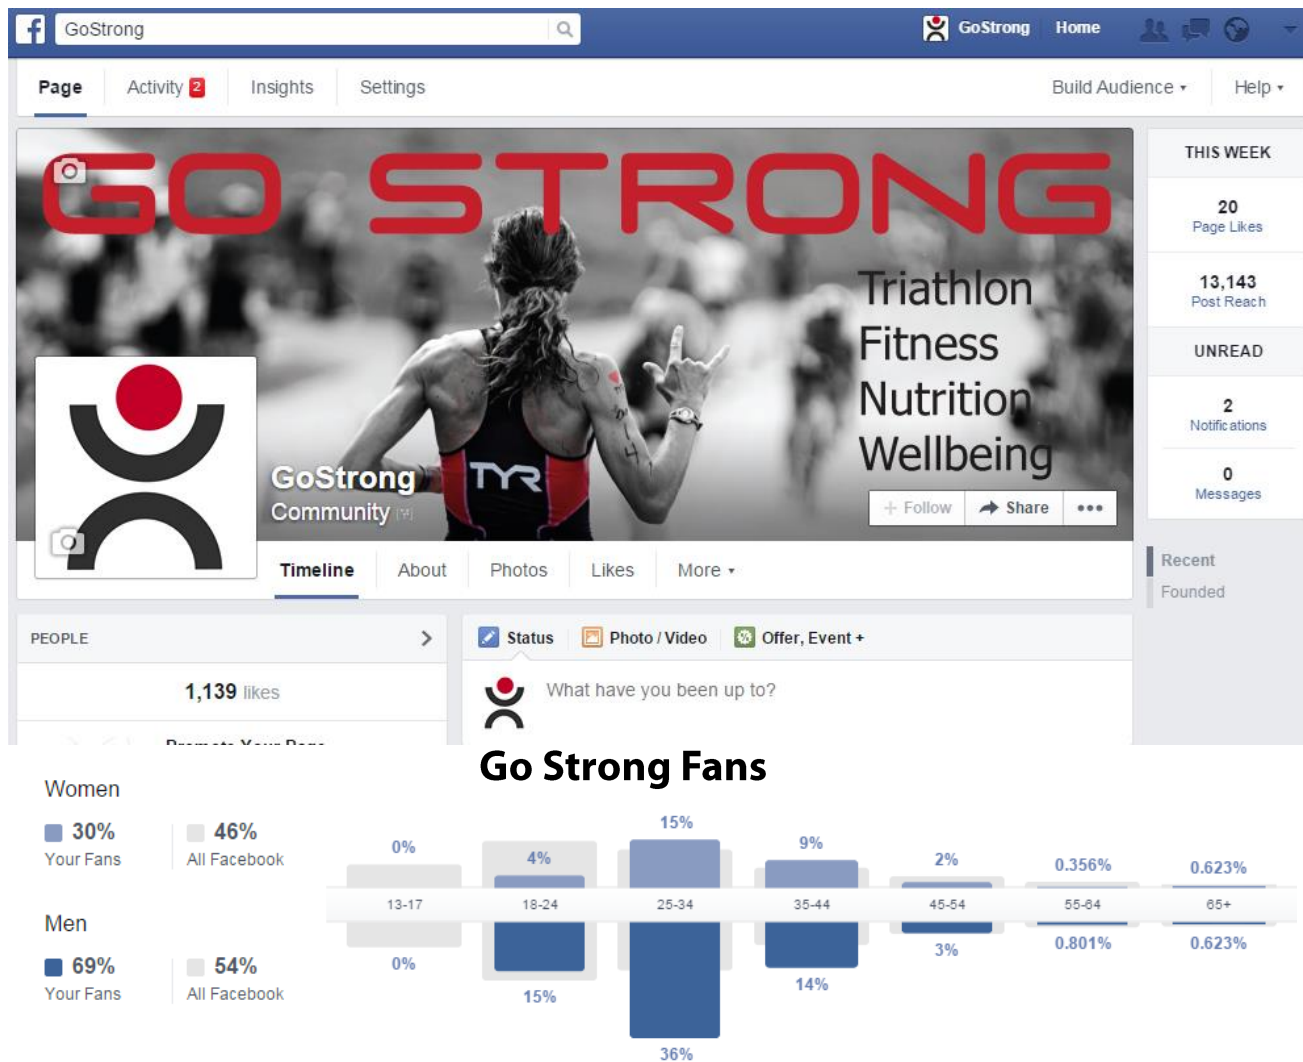 GoStrong
GoStrong Home
Page Activity 2 Insights Settings Build Audience Help
GO STRONG
Triathlon
Fitness
Nutrition
Wellbeing
TYR
GoStrong
Community
+ Follow Share •••
Timeline About Photos Likes More
THIS WEEK
20
Page Likes
13,143
Post Reach
UNREAD
2
Notifications
0
Messages
Recent
Founded
PEOPLE
1,139 likes
Promote Your Page
Status Photo / Video Offer, Event +
What have you been up to?
Go Strong Fans
Women
30% 46%
Your Fans All Facebook
Men
69% 54%
Your Fans All Facebook
0% 4% 15% 9% 2% 0.356% 0.623%
13-17 18-24 25-34 35-44 45-54 55-64 65+
0% 15% 36% 14% 3% 0.801% 0.623%